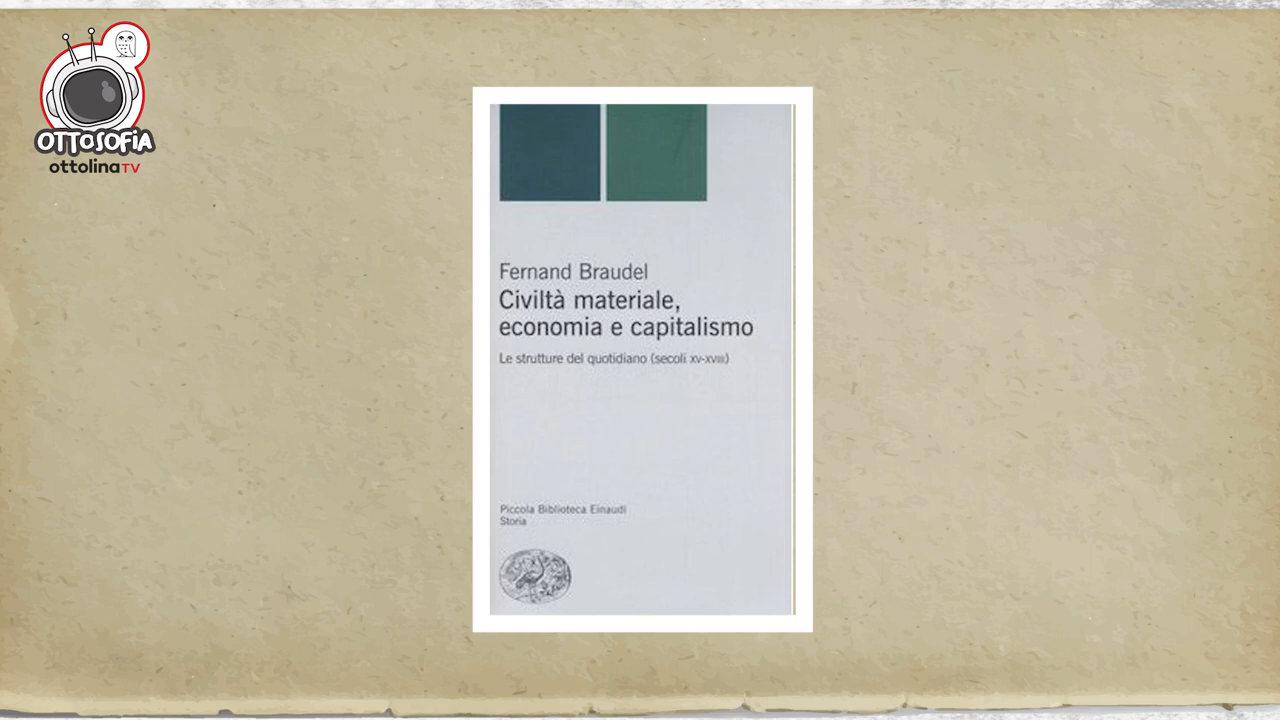 OTTOSOFiA
ottolinaTV
Fernand Braudel
Civiltà materiale,
economia e capitalismo
Le strutture del quotidiano (secoli XV-XVIII)
Piccola Biblioteca Einaudi
Storia